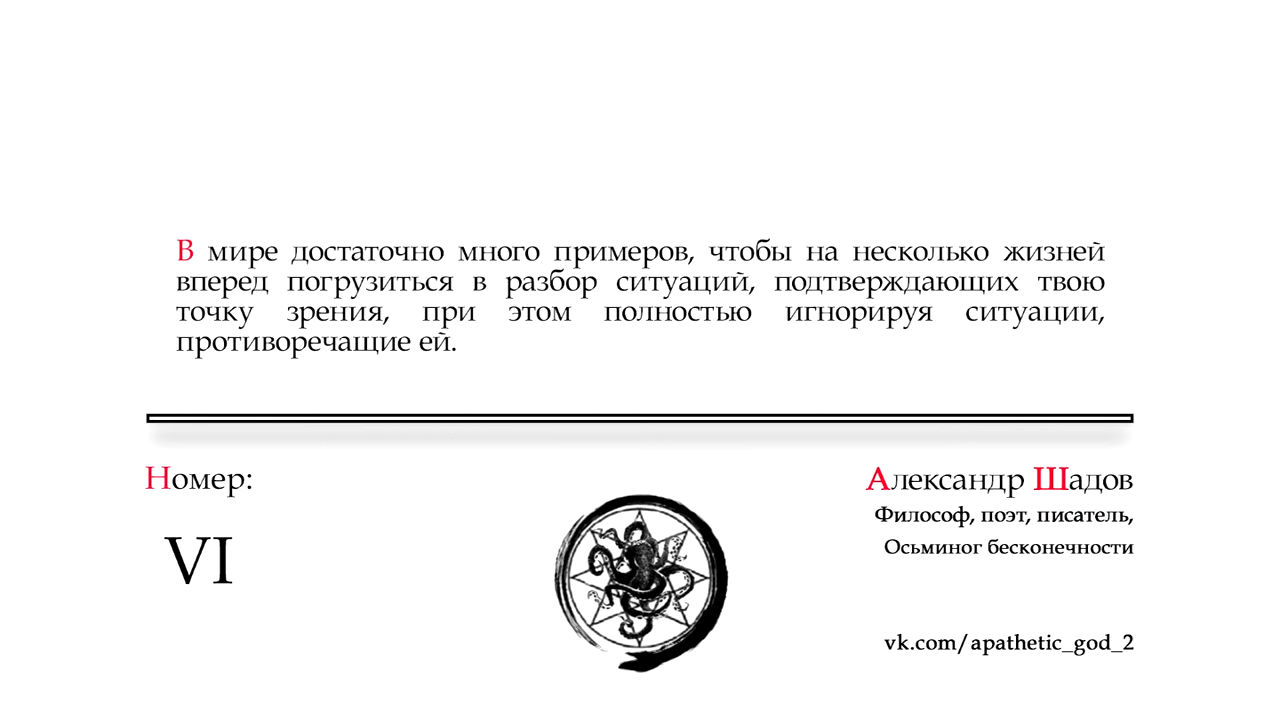 В мире достаточно много примеров, чтобы на несколько жизней
вперед погрузиться в разбор ситуаций, подтверждающих твою
точку зрения, при этом полностью игнорируя ситуации,
противоречащие ей.
Номер:
VI
Александр Шадов
Философ, поэт, писатель,
Осьминог бесконечности
vk.com/apathetic_god_2